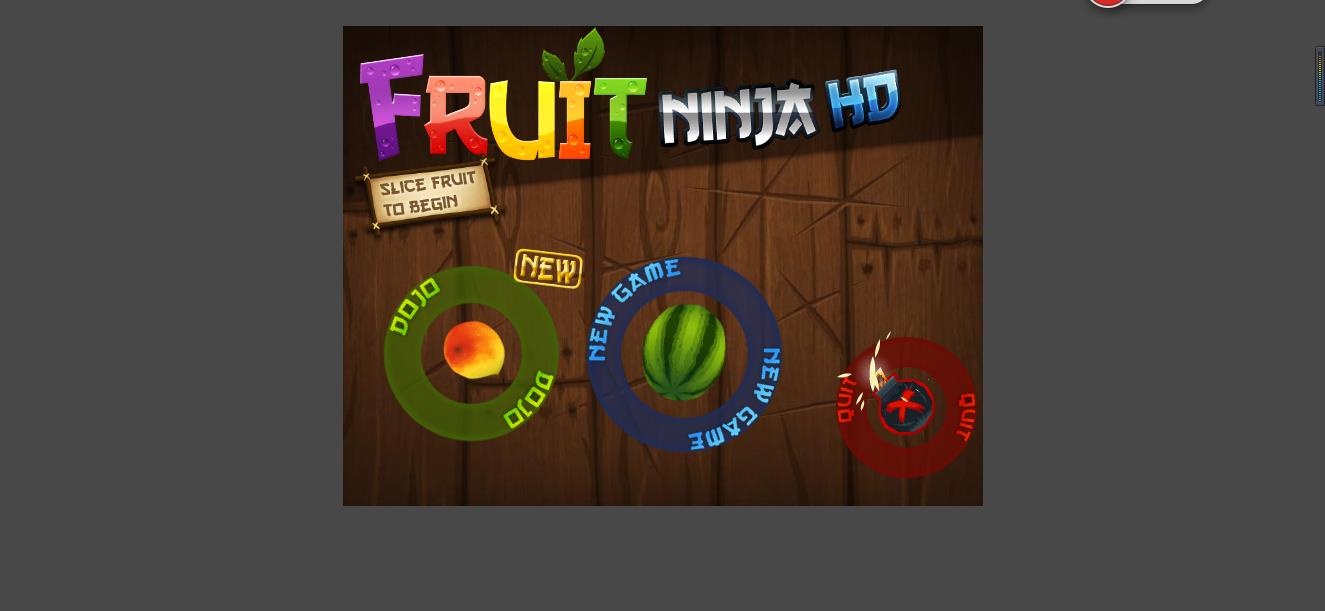 FRUIT NINJA HD
SLICE FRUIT
TO BEGIN
NEW
DOJO
DOJO
NEW GAME
NEW GAME
QUIT
QUIT